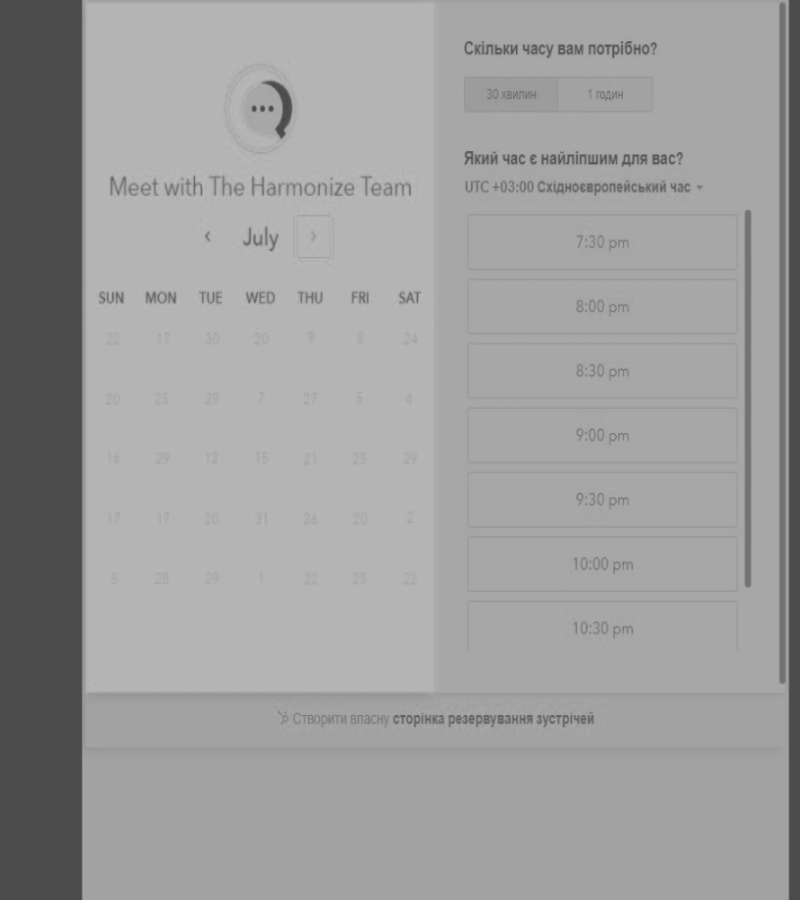 Meet with The Harmonize Team
July
SUN MON TUE WED THU FRI SAT
22 17 30 20 9 8 24
20 25 29 7 27 5 4
16 29 12 15 21 25 29
17 17 20 31 26 20 2
28 29 1 22 25 22
Скільки часу вам потрібно?
30 хвилин 1 годин
Який час є найліпшим для вас?
UTC +03:00 Східноєвропейський час
7:30 pm
8:00 pm
8:30 pm
9:00 pm
9:30 pm
10:00 pm
10:30 pm
Створити власну сторінка резервування зустрічей